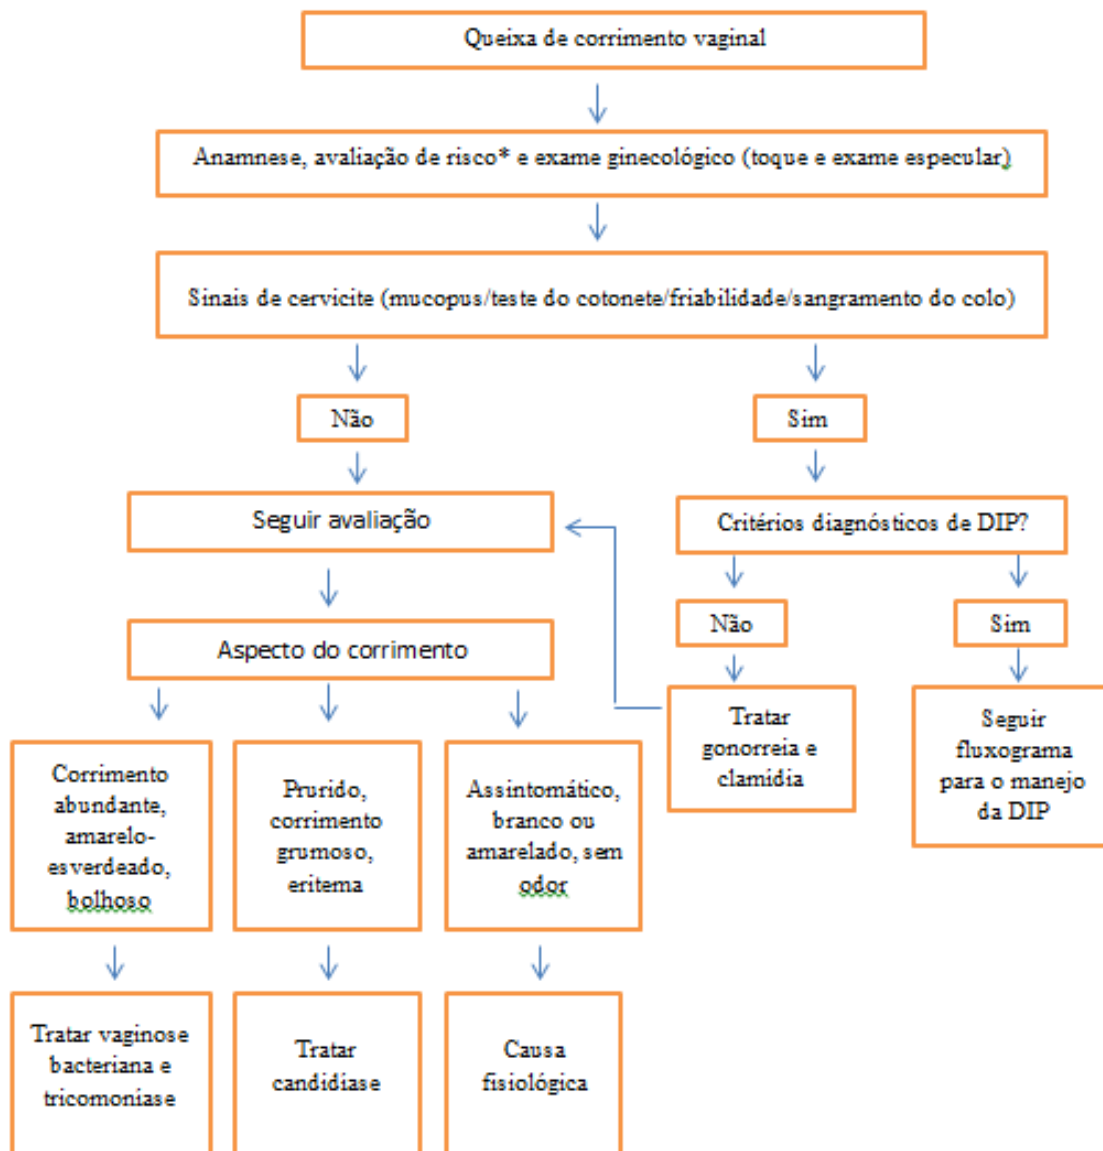 Queixa de corrimento vaginal
Anamnese, avaliação de risco* e exame ginecológico (toque e exame especular)
Sinais de cervicite (mucopus/teste do cotonete/friabilidade/sangramento do colo)
Não
Sim
Seguir avaliação
Critérios diagnósticos de DIP?
Não
Sim
Aspecto do corrimento
Tratar
gonorreia e
clamídia
Seguir
fluxograma
para o manejo
da DIP
Corrimento
abundante,
amarelo-
esverdeado,
bolhoso
Prurido,
corrimento
grumoso,
eritema
Assintomático,
branco ou
amarelado, sem
odor
Tratar vaginose
bacteriana e
tricomoníase
Tratar
candidíase
Causa
fisiológica